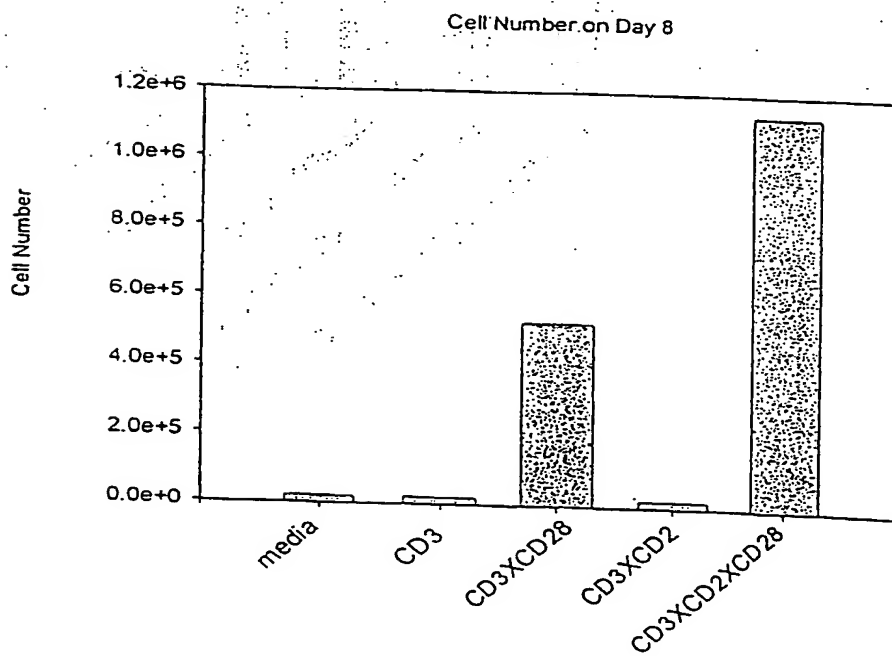 Cell Number on Day 8
1.2e+6
1.0e+6
8.0e+5
6.0e+5
4.0e+5
2.0e+5
0.0e+0
Cell Number
media
CD3
CD3XCD28
CD3XCD2
CD3XCD2XCD28